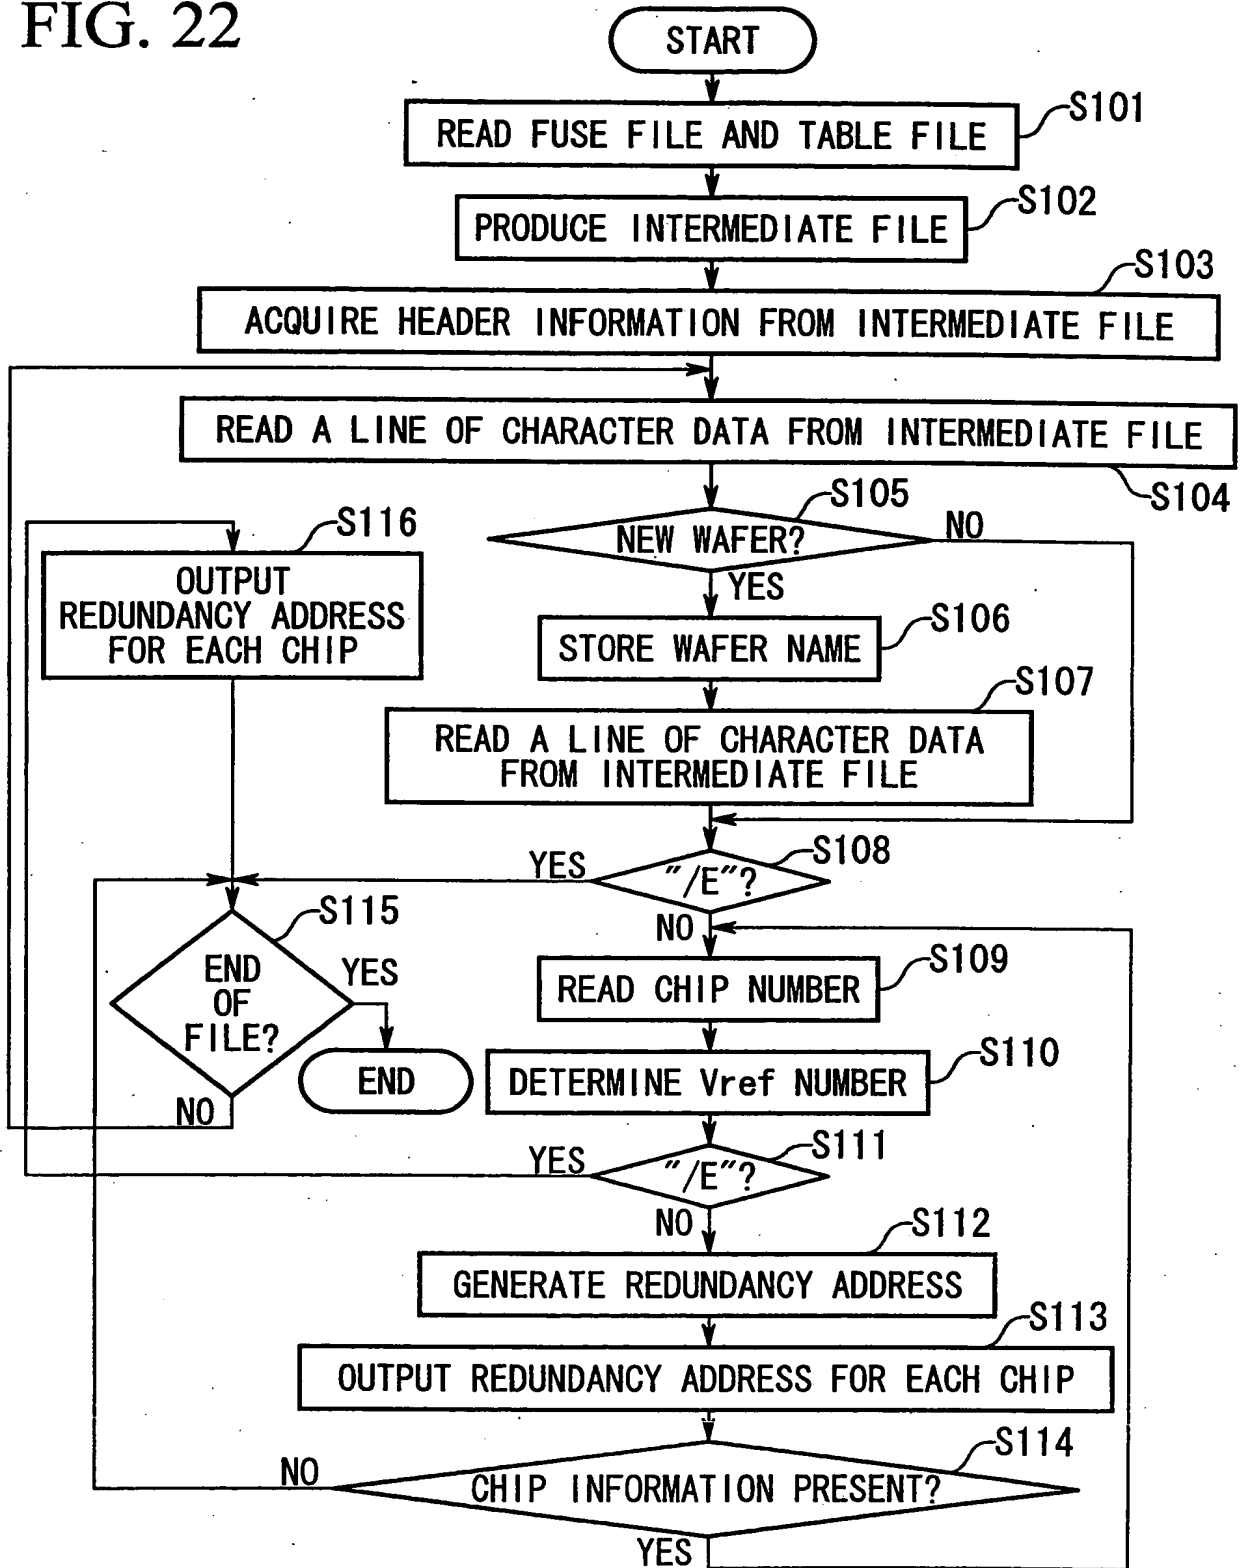 FIG. 22
START
S101
READ FUSE FILE AND TABLE FILE
S102
PRODUCE INTERMEDIATE FILE
S103
ACQUIRE HEADER INFORMATION FROM INTERMEDIATE FILE
READ A LINE OF CHARACTER DATA FROM INTERMEDIATE FILE
S104
S105
NEW WAFER?
NO
YES
S116
OUTPUT
REDUNDANCY ADDRESS
FOR EACH CHIP
S106
STORE WAFER NAME
S107
READ A LINE OF CHARACTER DATA
FROM INTERMEDIATE FILE
S108
"/E"?
YES
NO
S115
END
OF
FILE?
YES
END
NO
S109
READ CHIP NUMBER
S110
DETERMINE Vref NUMBER
S111
"/E"?
YES
NO
S112
GENERATE REDUNDANCY ADDRESS
S113
OUTPUT REDUNDANCY ADDRESS FOR EACH CHIP
S114
CHIP INFORMATION PRESENT?
NO
YES